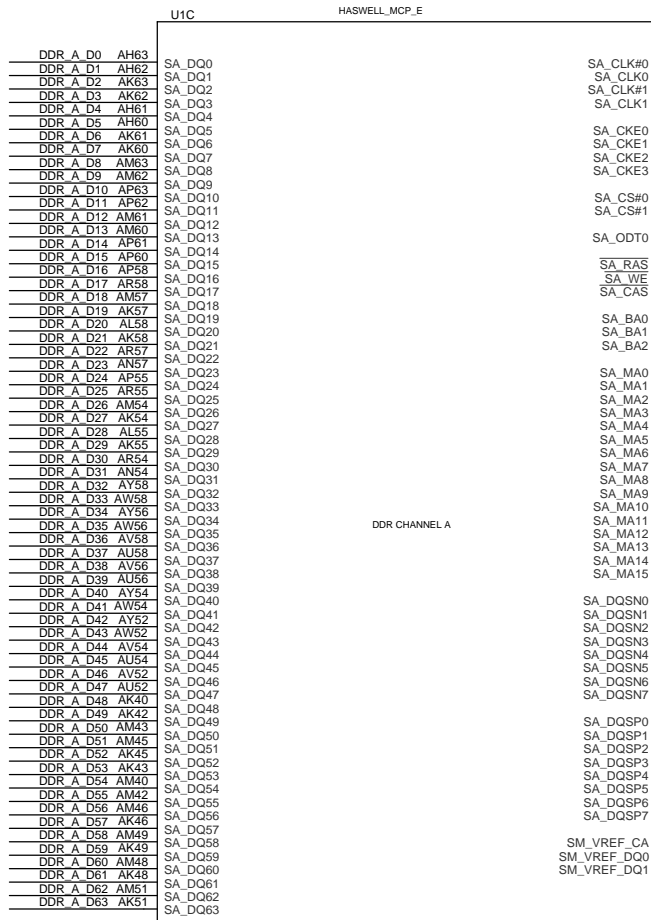 U1C
HASWELL_MCP_E
DDR_A_D0 AH63 SA_DQ0
DDR_A_D1 AH62 SA_DQ1
DDR_A_D2 AK63 SA_DQ2
DDR_A_D3 AK62 SA_DQ3
DDR_A_D4 AH61 SA_DQ4
DDR_A_D5 AH60 SA_DQ5
DDR_A_D6 AK61 SA_DQ6
DDR_A_D7 AK60 SA_DQ7
DDR_A_D8 AM63 SA_DQ8
DDR_A_D9 AM62 SA_DQ9
DDR_A_D10 AP63 SA_DQ10
DDR_A_D11 AP62 SA_DQ11
DDR_A_D12 AM61 SA_DQ12
DDR_A_D13 AM60 SA_DQ13
DDR_A_D14 AP61 SA_DQ14
DDR_A_D15 AP60 SA_DQ15
DDR_A_D16 AP58 SA_DQ16
DDR_A_D17 AR58 SA_DQ17
DDR_A_D18 AM57 SA_DQ18
DDR_A_D19 AK57 SA_DQ19
DDR_A_D20 AL58 SA_DQ20
DDR_A_D21 AK58 SA_DQ21
DDR_A_D22 AR57 SA_DQ22
DDR_A_D23 AN57 SA_DQ23
DDR_A_D24 AP55 SA_DQ24
DDR_A_D25 AR55 SA_DQ25
DDR_A_D26 AM54 SA_DQ26
DDR_A_D27 AK54 SA_DQ27
DDR_A_D28 AL55 SA_DQ28
DDR_A_D29 AK55 SA_DQ29
DDR_A_D30 AR54 SA_DQ30
DDR_A_D31 AN54 SA_DQ31
DDR_A_D32 AY58 SA_DQ32
DDR_A_D33 AW58 SA_DQ33
DDR_A_D34 AY56 SA_DQ34
DDR_A_D35 AW56 SA_DQ35
DDR_A_D36 AV58 SA_DQ36
DDR_A_D37 AU58 SA_DQ37
DDR_A_D38 AV56 SA_DQ38
DDR_A_D39 AU56 SA_DQ39
DDR_A_D40 AY54 SA_DQ40
DDR_A_D41 AW54 SA_DQ41
DDR_A_D42 AY52 SA_DQ42
DDR_A_D43 AW52 SA_DQ43
DDR_A_D44 AV54 SA_DQ44
DDR_A_D45 AU54 SA_DQ45
DDR_A_D46 AV52 SA_DQ46
DDR_A_D47 AU52 SA_DQ47
DDR_A_D48 AK40 SA_DQ48
DDR_A_D49 AK42 SA_DQ49
DDR_A_D50 AM43 SA_DQ50
DDR_A_D51 AM45 SA_DQ51
DDR_A_D52 AK45 SA_DQ52
DDR_A_D53 AK43 SA_DQ53
DDR_A_D54 AM40 SA_DQ54
DDR_A_D55 AM42 SA_DQ55
DDR_A_D56 AM46 SA_DQ56
DDR_A_D57 AK46 SA_DQ57
DDR_A_D58 AM49 SA_DQ58
DDR_A_D59 AK49 SA_DQ59
DDR_A_D60 AM48 SA_DQ60
DDR_A_D61 AK48 SA_DQ61
DDR_A_D62 AM51 SA_DQ62
DDR_A_D63 AK51 SA_DQ63
DDR CHANNEL A
SA_CLK#0
SA_CLK0
SA_CLK#1
SA_CLK1
SA_CKE0
SA_CKE1
SA_CKE2
SA_CKE3
SA_CS#0
SA_CS#1
SA_ODT0
SA_RAS
SA_WE
SA_CAS
SA_BA0
SA_BA1
SA_BA2
SA_MA0
SA_MA1
SA_MA2
SA_MA3
SA_MA4
SA_MA5
SA_MA6
SA_MA7
SA_MA8
SA_MA9
SA_MA10
SA_MA11
SA_MA12
SA_MA13
SA_MA14
SA_MA15
SA_DQSN0
SA_DQSN1
SA_DQSN2
SA_DQSN3
SA_DQSN4
SA_DQSN5
SA_DQSN6
SA_DQSN7
SA_DQSP0
SA_DQSP1
SA_DQSP2
SA_DQSP3
SA_DQSP4
SA_DQSP5
SA_DQSP6
SA_DQSP7
SM_VREF_CA
SM_VREF_DQ0
SM_VREF_DQ1